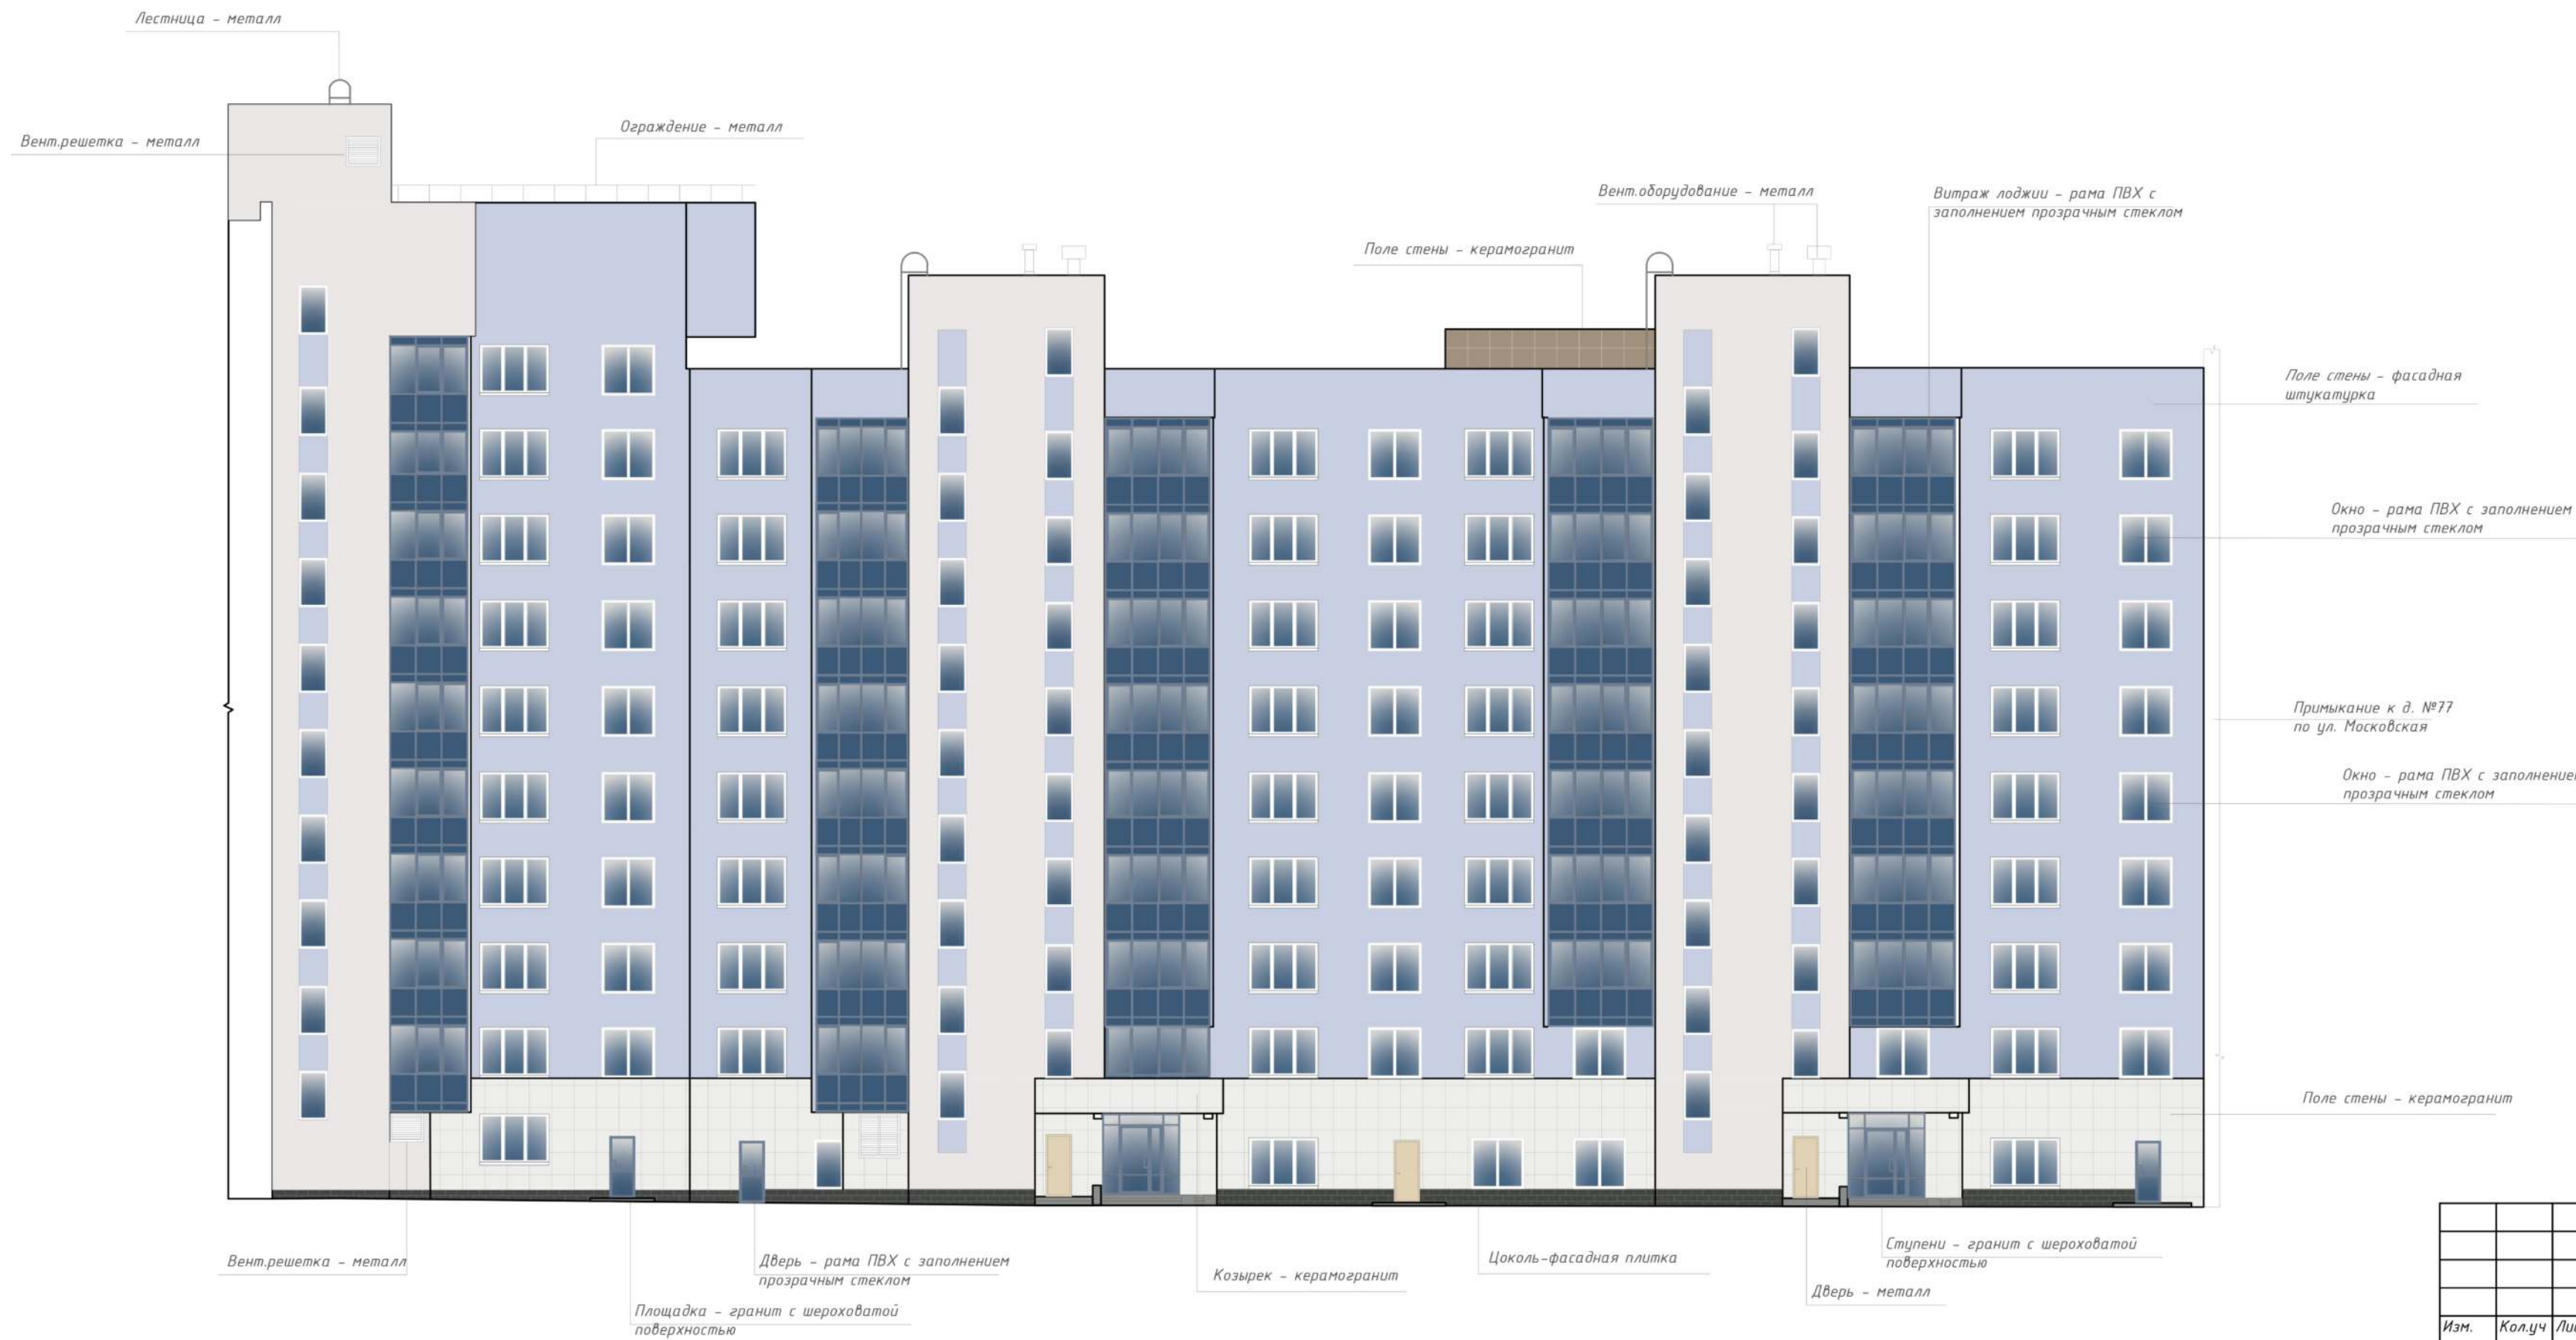 Лестница - металл
Вент.решетка - металл
Ограждение - металл
Вент.оборудование - металл
Витраж лоджии - рама ПВХ с
заполнением прозрачным стеклом
Поле стены - керамогранит
Поле стены - фасадная
штукатурка
Окно - рама ПВХ с заполнением
прозрачным стеклом
Примыкание к д. №77
по ул. Московская
Окно - рама ПВХ с заполнением
прозрачным стеклом
Поле стены - керамогранит
Вент.решетка - металл
Дверь - рама ПВХ с заполнением
прозрачным стеклом
Площадка - гранит с шероховатой
поверхностью
Козырек - керамогранит
Цоколь-фасадная плитка
Ступени - гранит с шероховатой
поверхностью
Дверь - металл
Изм. Кол.уч